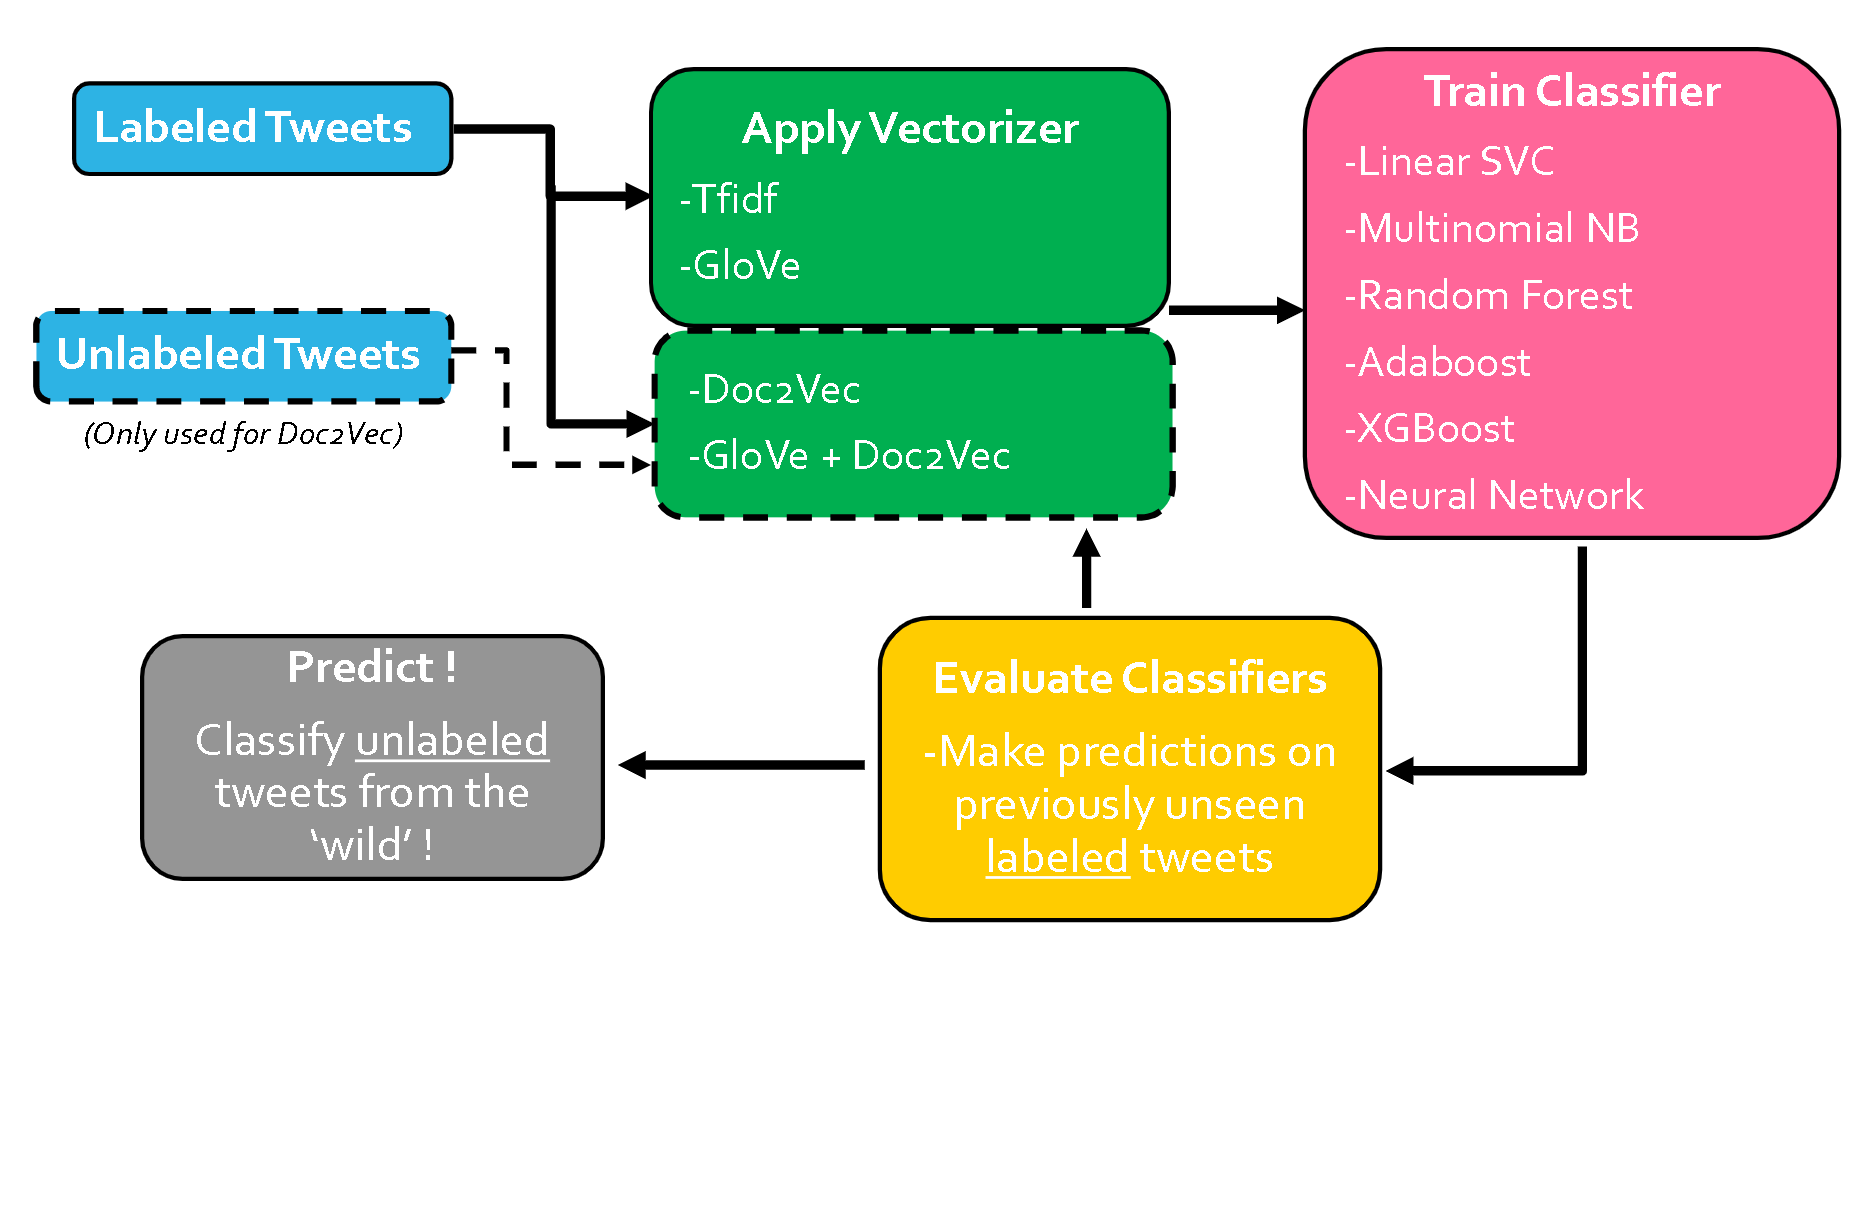 Labeled Tweets
Unlabeled Tweets
(Only used for Doc2Vec)
Apply Vectorizer
-Tfidf
-GloVe
-Doc2Vec
-GloVe + Doc2Vec
Train Classifier
-Linear SVC
-Multinomial NB
-Random Forest
-Adaboost
-XGBoost
-Neural Network
Evaluate Classifiers
-Make predictions on
previously unseen
labeled tweets
Predict !
Classify unlabeled
tweets from the
‘wild’ !